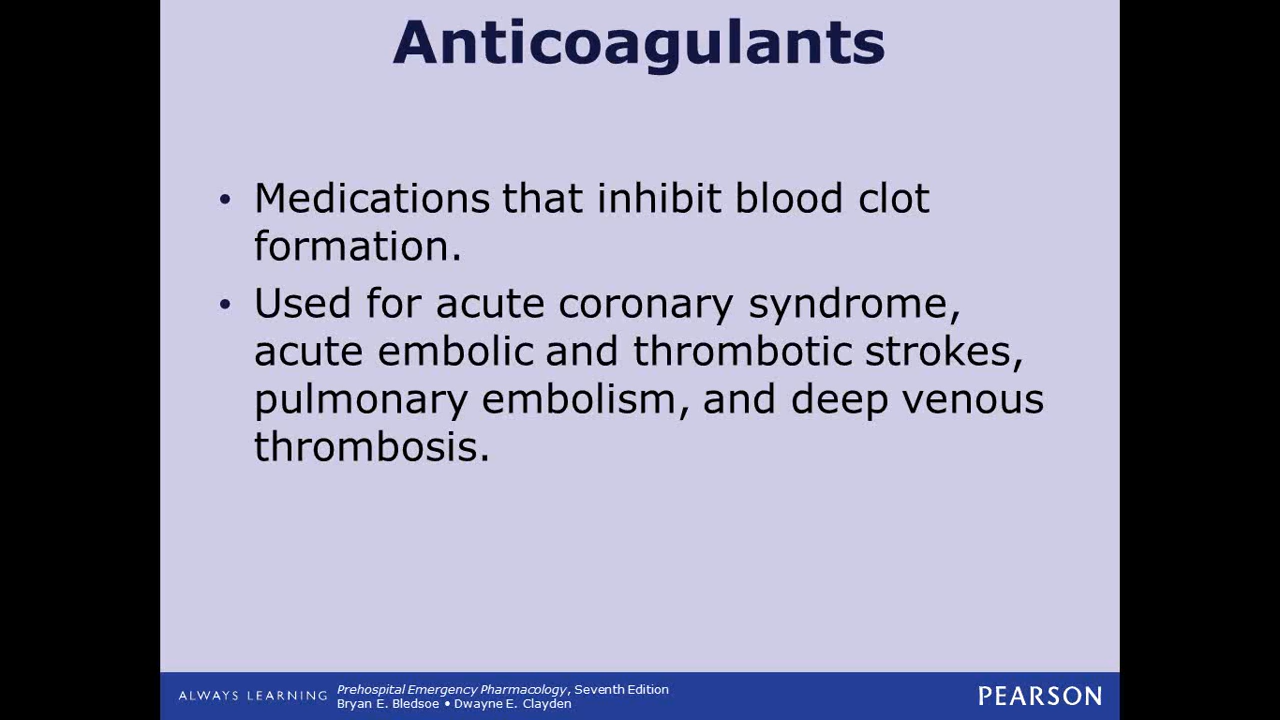 Anticoagulants
• Medications that inhibit blood clot
formation.
• Used for acute coronary syndrome,
acute embolic and thrombotic strokes,
pulmonary embolism, and deep venous
thrombosis.
ALWAYS LEARNING
Prehospital Emergency Pharmacology, Seventh Edition
Bryan E. Bledsoe • Dwayne E. Clayden
PEARSON